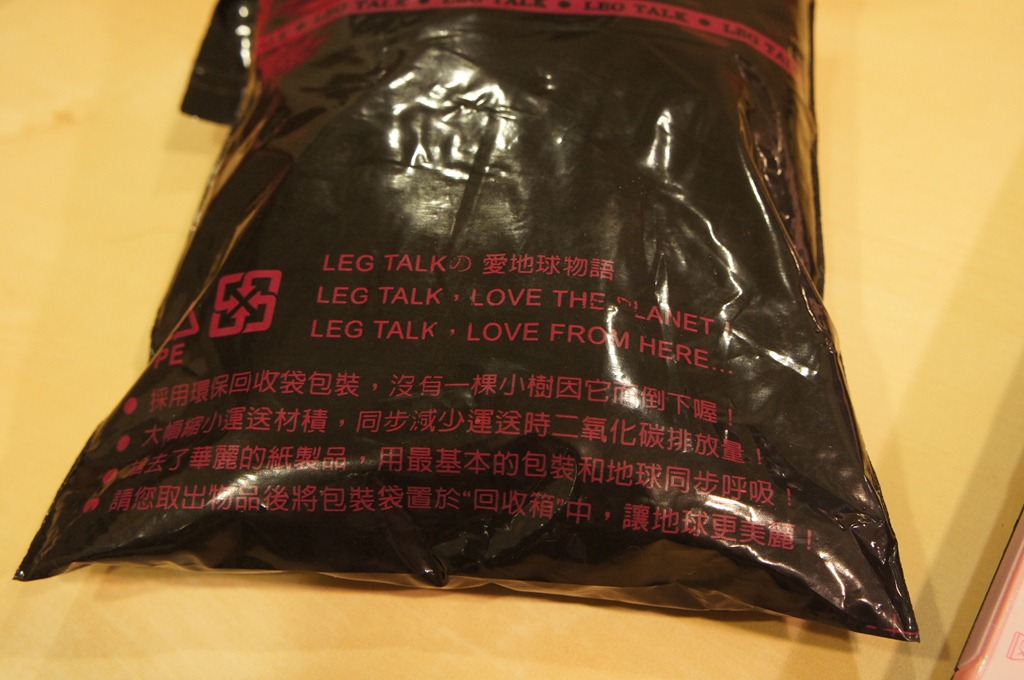 LEG TALK ● LEG TALK ● LEG TALK ● LEG TA
LEG TALKの 愛地球物語
LEG TALK，LOVE THE PLANET！
LEG TALK，LOVE FROM HERE...
PE
● 採用環保回收袋包裝，沒有一棵小樹因它而倒下喔！
● 大幅縮小運送材積，同步減少運送時二氧化碳排放量！
● 去了華麗的紙製品，用最基本的包裝和地球同步呼吸！
● 請您取出物品後將包裝袋置於“回收箱”中，讓地球更美麗！